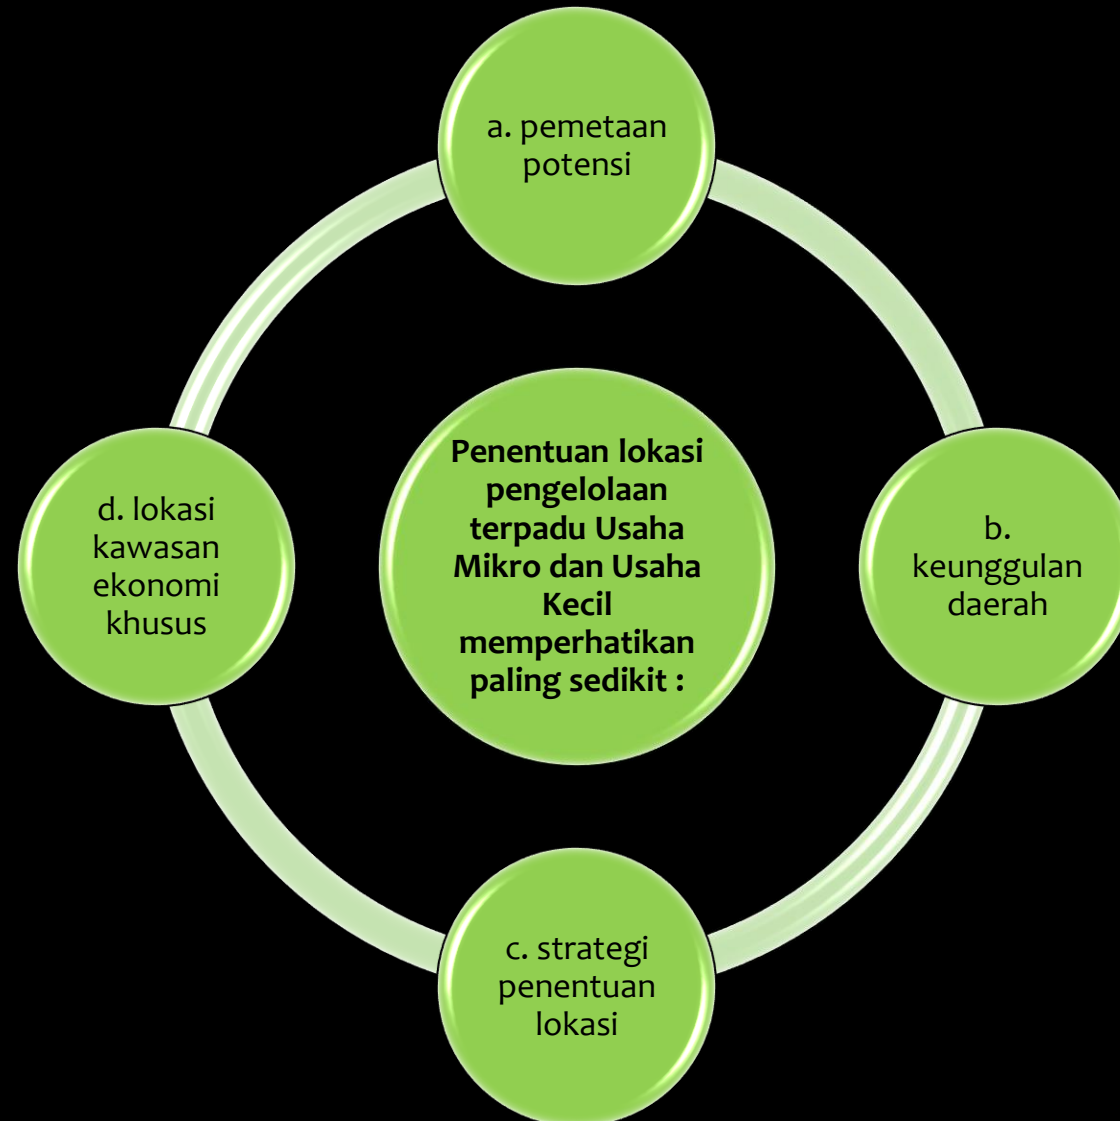 a. pemetaan
potensi
Penentuan lokasi
pengelolaan
terpadu Usaha
Mikro dan Usaha
Kecil
memperhatikan
paling sedikit :
b.
keunggulan
daerah
c. strategi
penentuan
lokasi
d. lokasi
kawasan
ekonomi
khusus